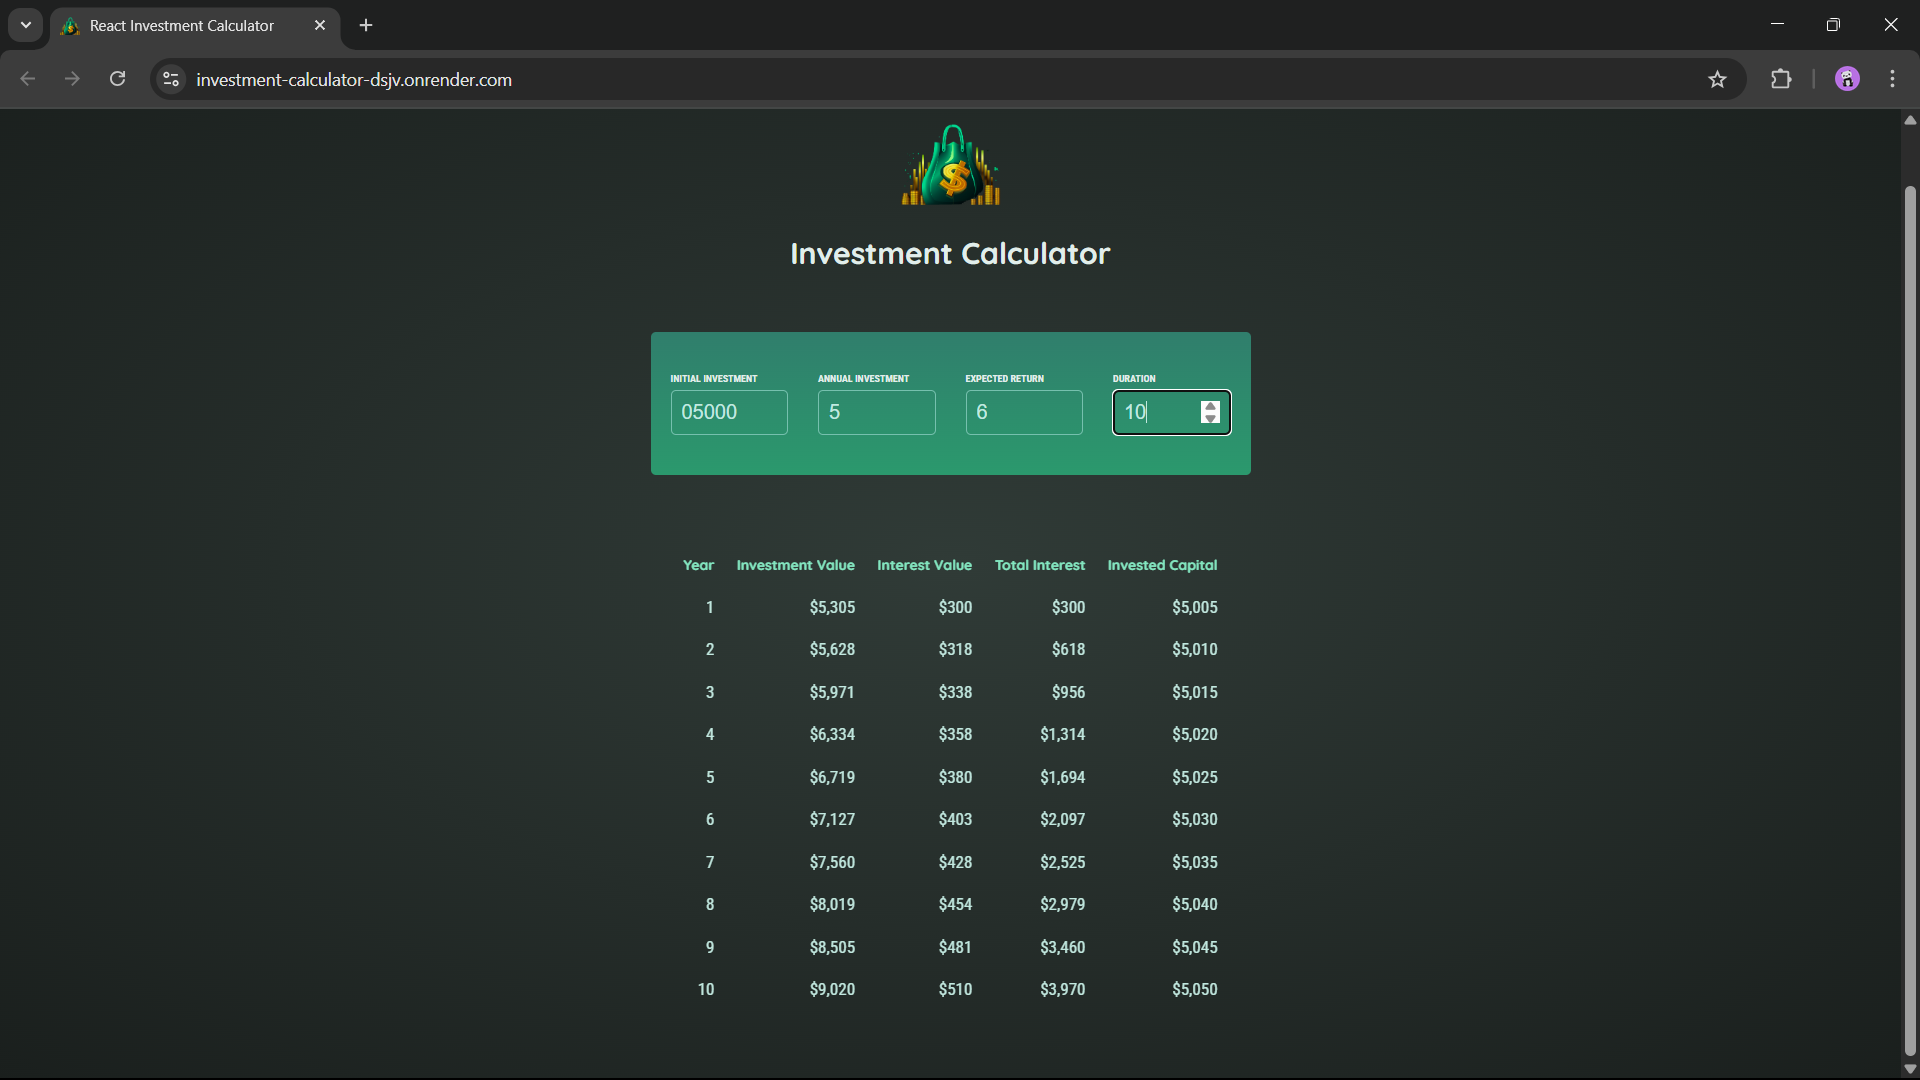 React Investment Calculator
investment-calculator-dsjv.onrender.com
$
Investment Calculator
INITIAL INVESTMENT ANNUAL INVESTMENT EXPECTED RETURN DURATION
05000 5 6 10
Year Investment Value Interest Value Total Interest Invested Capital
1 $5,305 $300 $300 $5,005
2 $5,628 $318 $618 $5,010
3 $5,971 $338 $956 $5,015
4 $6,334 $358 $1,314 $5,020
5 $6,719 $380 $1,694 $5,025
6 $7,127 $403 $2,097 $5,030
7 $7,560 $428 $2,525 $5,035
8 $8,019 $454 $2,979 $5,040
9 $8,505 $481 $3,460 $5,045
10 $9,020 $510 $3,970 $5,050